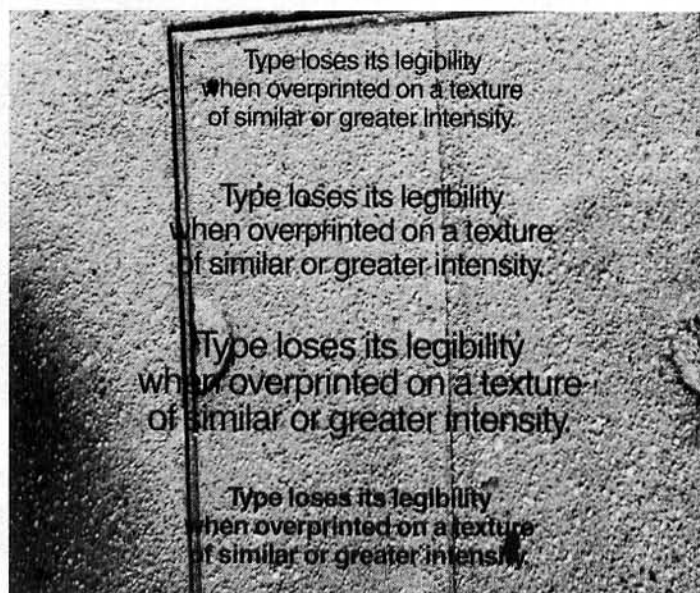 Type loses its legibility
when overprinted on a texture
of similar or greater intensity.
Type loses its legibility
when overprinted on a texture
of similar or greater intensity.
Type loses its legibility
when overprinted on a texture
of similar or greater intensity.
Type loses its legibility
when overprinted on a texture
of similar or greater intensity.